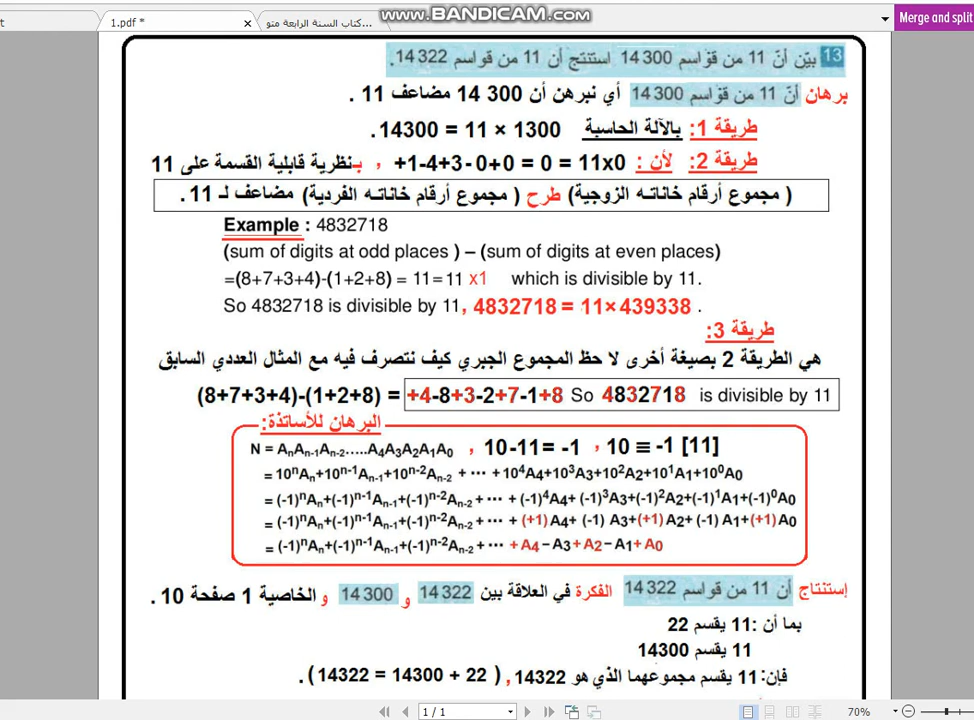 www.BANDICAM.com
t
1.pdf *
كتاب السنة الرابعة متو...
Merge and split
13 بيّن أنّ 11 من قواسم 14 300 استنتج أن 11 من قواسم 14 322.
برهان أنّ 11 من قواسم 14 300 أي نبرهن أن 300 14 مضاعف 11 .
طريقة 1: بالآلة الحاسبة 14300 = 11 × 1300.
طريقة 2: لأن : +1-4+3-0+0 = 0 = 11x0 , بـنظرية قابلية القسمة على 11
( مجموع أرقام خاناتـه الزوجية) طرح ( مجموع أرقام خاناتـه الفردية) مضاعف لـ 11 .
Example : 4832718
(sum of digits at odd places ) – (sum of digits at even places)
=(8+7+3+4)-(1+2+8) = 11=11 x1 which is divisible by 11.
So 4832718 is divisible by 11, 4832718 = 11×439338 .
طريقة 3:
هي الطريقة 2 بصيغة أخرى لا حظ المجموع الجبري كيف نتصرف فيه مع المثال العددي السابق
(8+7+3+4)-(1+2+8) = +4-8+3-2+7-1+8 So 4832718 is divisible by 11
البرهان للأساتذة:
N = AnAn-1An-2.....A4A3A2A1A0 , 10-11= -1 , 10 ≡ -1 [11]
= 10ⁿAn+10ⁿ⁻¹An-1+10ⁿ⁻²An-2 + ··· + 10⁴A4+10³A3+10²A2+10¹A1+10⁰A0
= (-1)ⁿAn+(-1)ⁿ⁻¹An-1+(-1)ⁿ⁻²An-2 + ··· + (-1)⁴A4+ (-1)³A3+(-1)²A2+(-1)¹A1+(-1)⁰A0
= (-1)ⁿAn+(-1)ⁿ⁻¹An-1+(-1)ⁿ⁻²An-2 + ··· + (+1) A4+ (-1) A3+(+1) A2+ (-1) A1+(+1) A0
= (-1)ⁿAn+(-1)ⁿ⁻¹An-1+(-1)ⁿ⁻²An-2 + ··· + A4 – A3 + A2 – A1+ A0
إستنتاج أن 11 من قواسم 14 322 الفكرة في العلاقة بين 14 322 و 14 300 و الخاصية 1 صفحة 10 .
بما أن :11 يقسم 22
11 يقسم 14300
فإن: 11 يقسم مجموعهما الذي هو 14322 , ( 14322 = 14300 + 22 ) .
1 / 1
70%